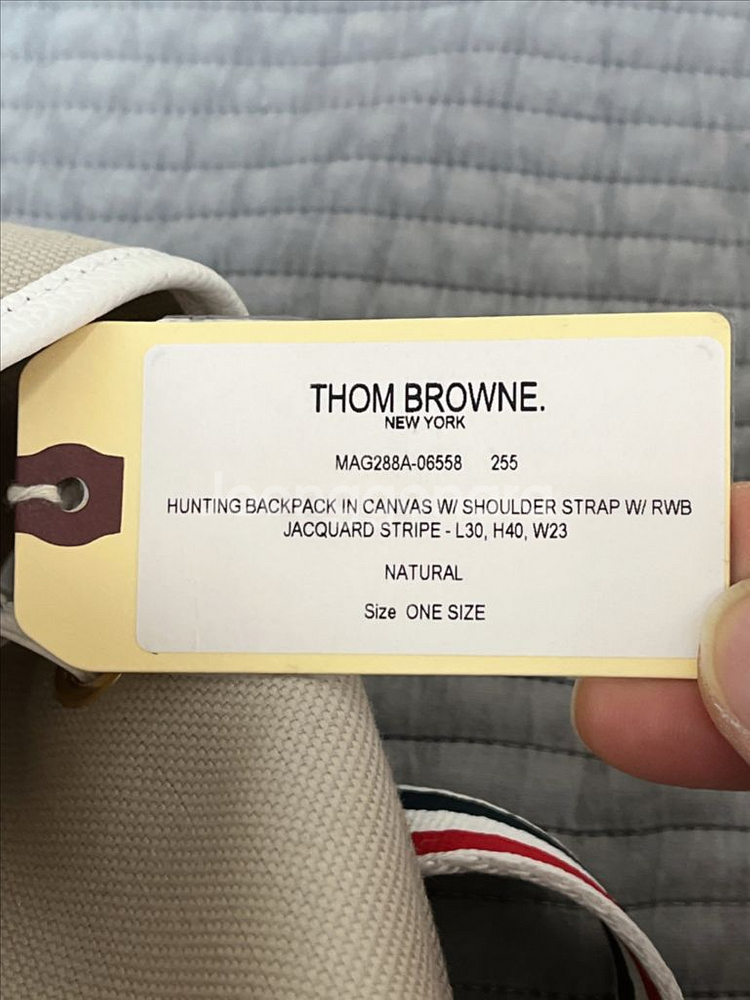 THOM BROWNE.
NEW YORK
MAG288A-06558 255
HUNTING BACKPACK IN CANVAS W/ SHOULDER STRAP W/ RWB
JACQUARD STRIPE - L30, H40, W23
NATURAL
Size ONE SIZE